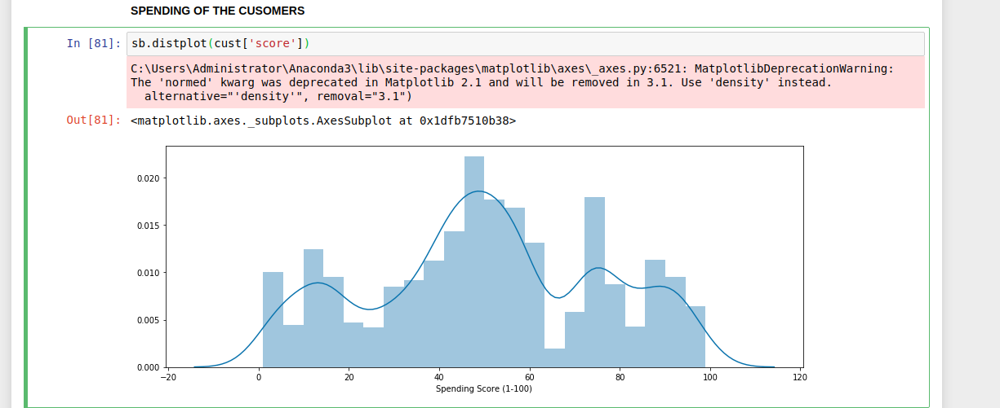 SPENDING OF THE CUSOMERS
In [81]: sb.distplot(cust['score'])
C:\Users\Administrator\Anaconda3\lib\site-packages\matplotlib\axes\_axes.py:6521: MatplotlibDeprecationWarning:
The 'normed' kwarg was deprecated in Matplotlib 2.1 and will be removed in 3.1. Use 'density' instead.
  alternative="'density'", removal="3.1")
Out[81]: <matplotlib.axes._subplots.AxesSubplot at 0x1dfb7510b38>
0.020
0.015
0.010
0.005
0.000
−20 0 20 40 60 80 100 120
Spending Score (1-100)